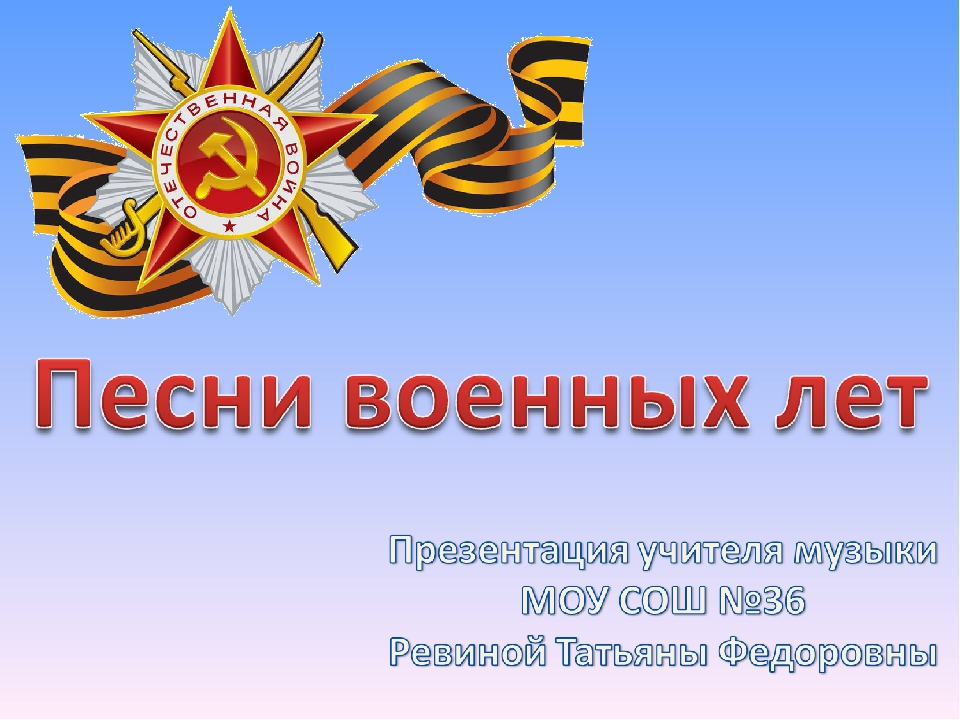 ОТЕЧЕСТВЕННАЯ ВОЙНА
Песни военных лет
Презентация учителя музыки
МОУ СОШ №36
Ревиной Татьяны Федоровны